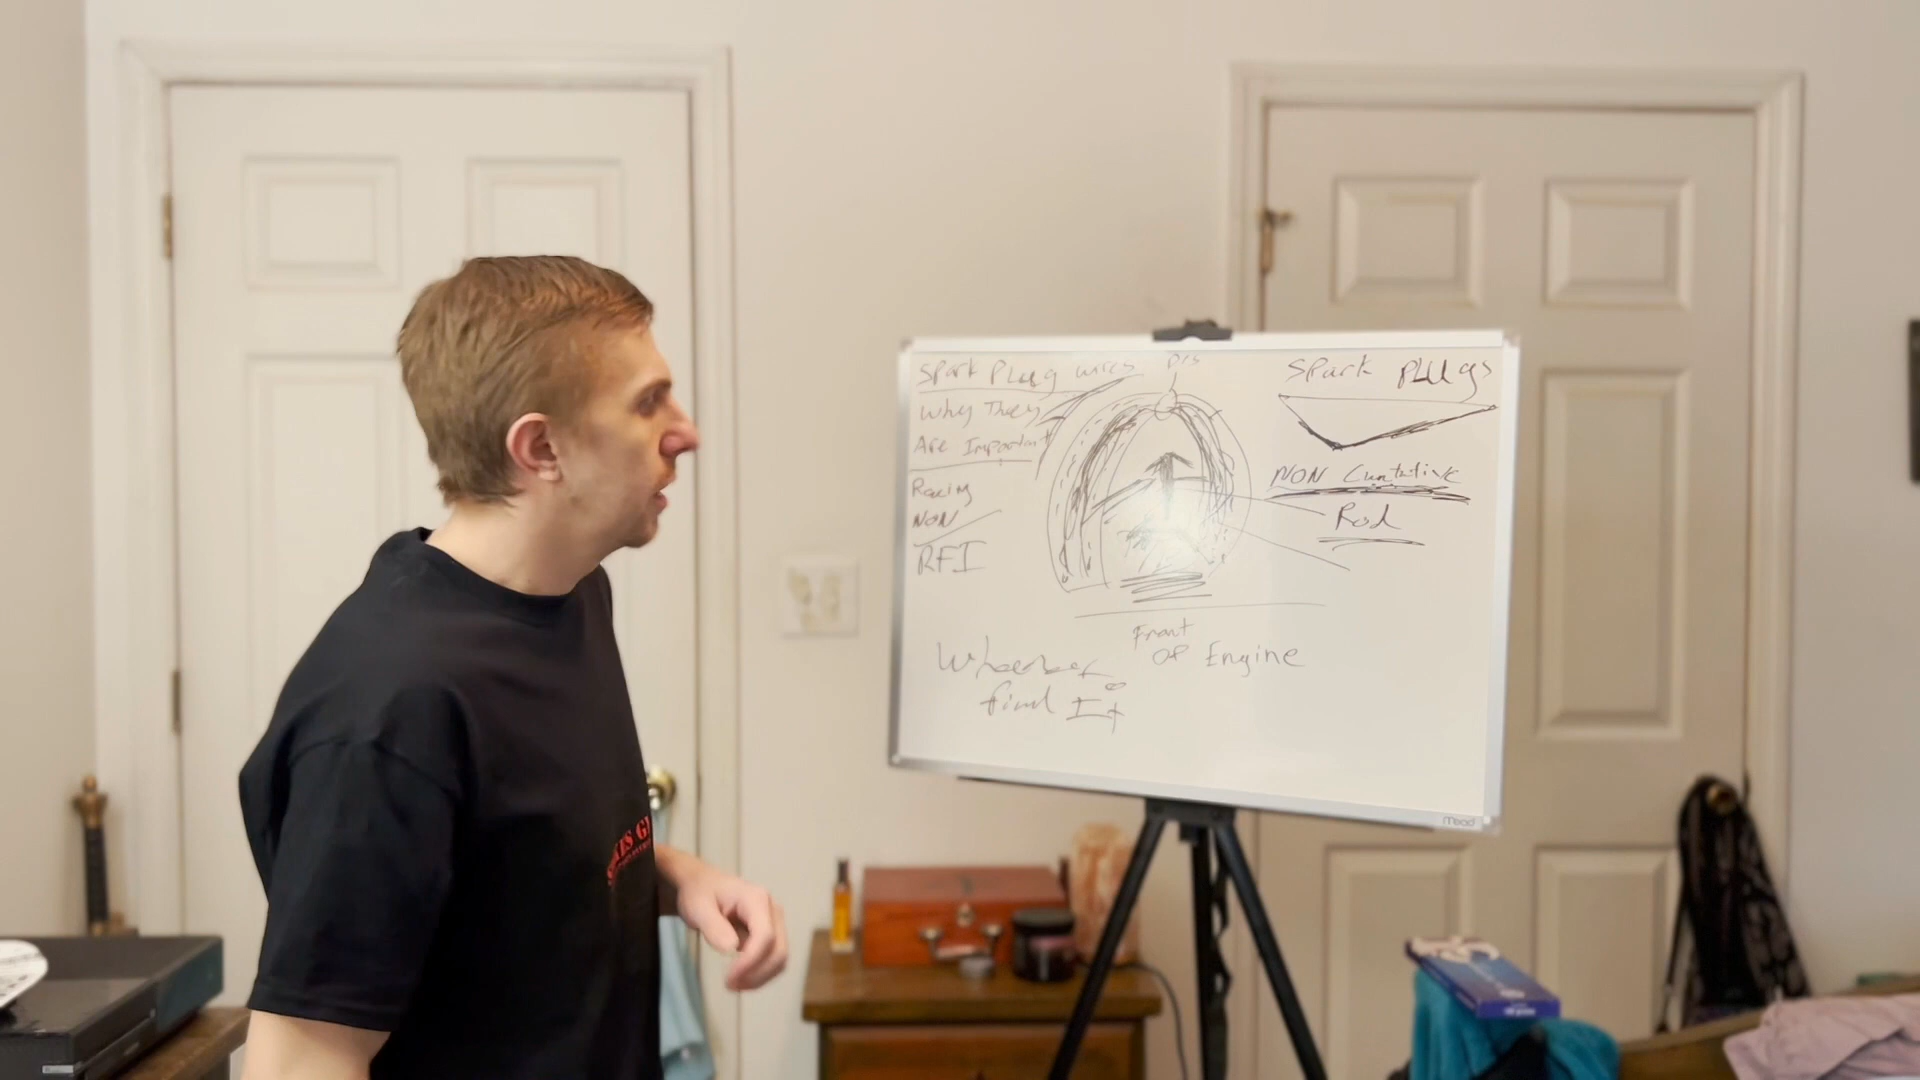 Spark Plug wires
Why They
Are Important
Racing
NON
RFI
Spark PLUgs
NON
Rod
Front
OF Engine
find It
Mead